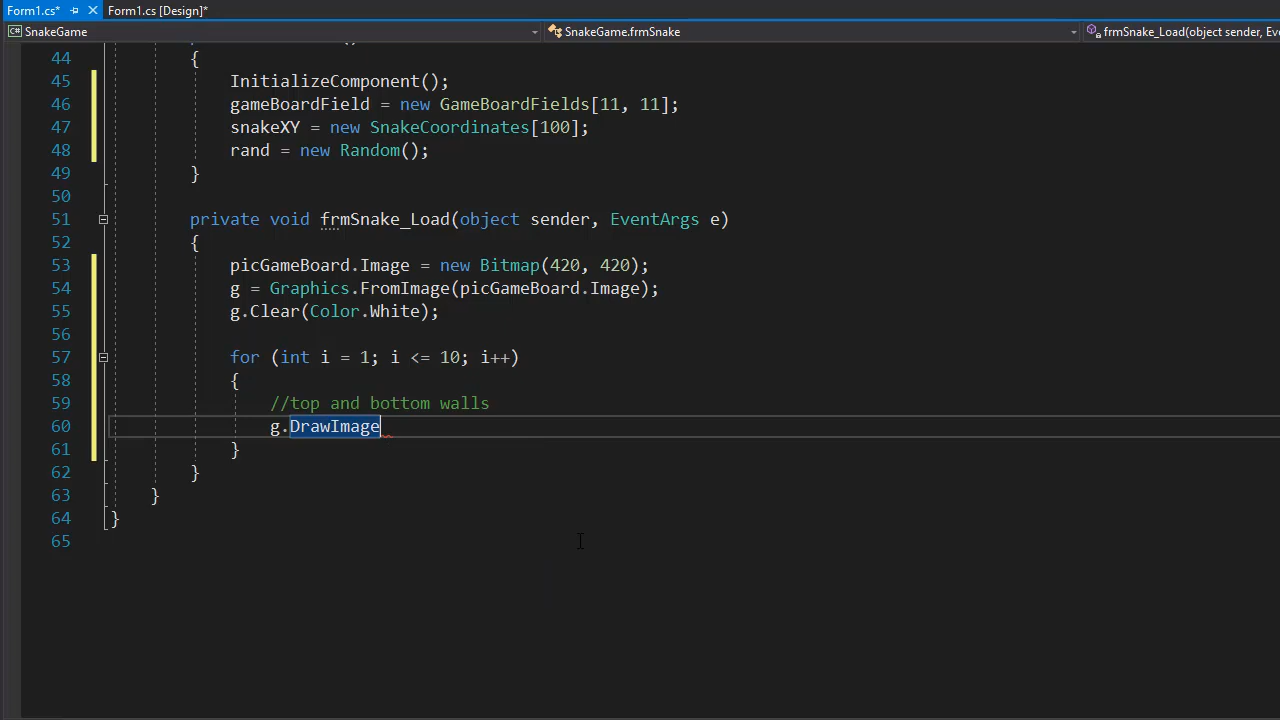 Form1.cs* Form1.cs [Design]*
SnakeGame SnakeGame.frmSnake frmSnake_Load(object sender, Eve
44 {
45 InitializeComponent();
46 gameBoardField = new GameBoardFields[11, 11];
47 snakeXY = new SnakeCoordinates[100];
48 rand = new Random();
49 }
50
51 private void frmSnake_Load(object sender, EventArgs e)
52 {
53 picGameBoard.Image = new Bitmap(420, 420);
54 g = Graphics.FromImage(picGameBoard.Image);
55 g.Clear(Color.White);
56
57 for (int i = 1; i <= 10; i++)
58 {
59 //top and bottom walls
60 g.DrawImage
61 }
62 }
63 }
64 }
65